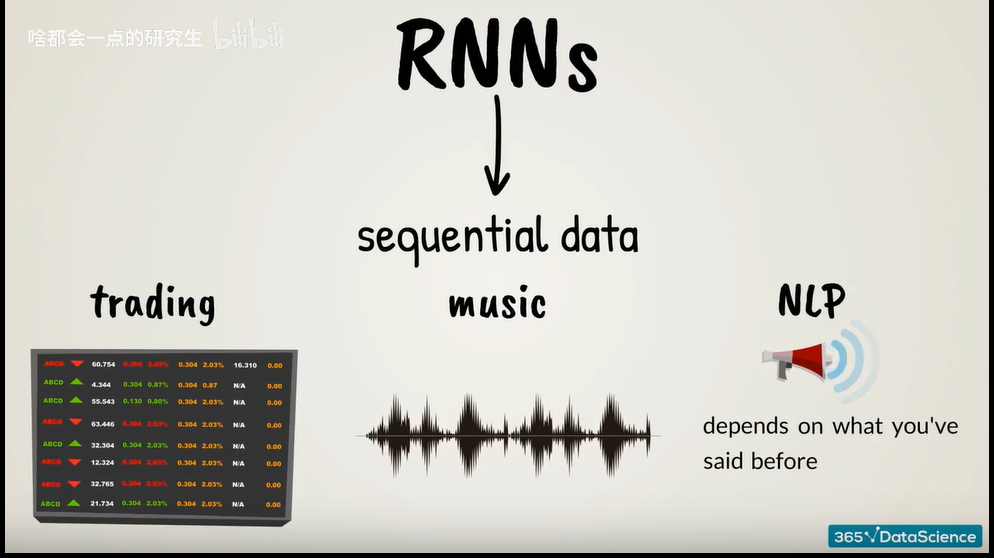 啥都会一点的研究生 bilibili
RNNs
sequential data
trading
music
NLP
ABCD 60.754 0.304 2.03% 0.304 2.03% 16.310 0.00
ABCD 4.344 0.304 0.87% 0.304 0.87 N/A 0.00
ABCD 55.543 0.130 0.80% 0.304 2.03% N/A 0.00
ABCD 63.446 0.304 2.03% 0.304 2.03% N/A 0.00
ABCD 32.304 0.304 2.03% 0.304 2.03% N/A 0.00
ABCD 12.324 0.304 2.03% 0.304 2.03% N/A 0.00
ABCD 32.765 0.304 2.03% 0.304 2.03% N/A 0.00
ABCD 21.734 0.304 2.03% 0.304 2.03% N/A 0.00
depends on what you've
said before
365 DataScience